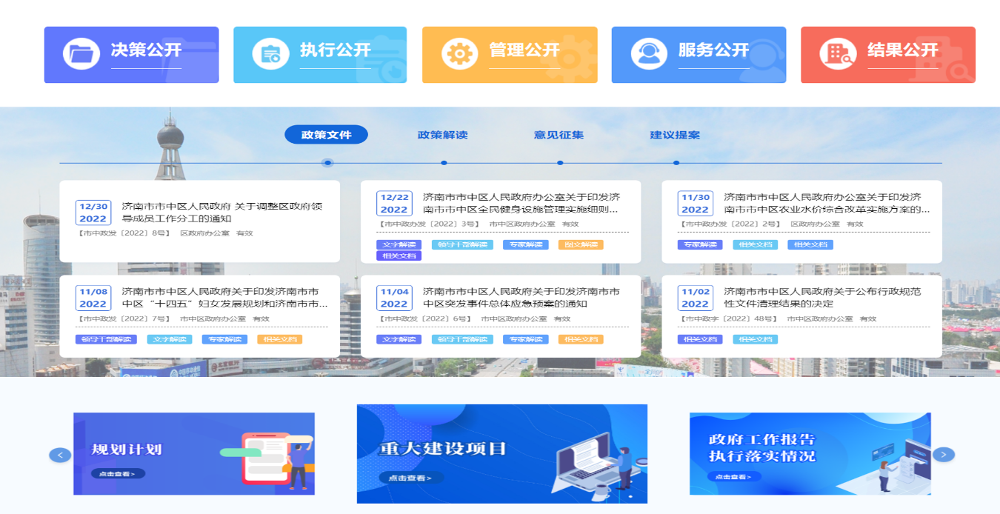 决策公开
执行公开
管理公开
服务公开
结果公开
政策文件
政策解读
意见征集
建议提案
12/30
2022
济南市市中区人民政府 关于调整区政府领
导成员工作分工的通知
【市中政发〔2022〕8号】 区政府办公室 有效
12/22
2022
济南市市中区人民政府办公室关于印发济
南市市中区全民健身设施管理实施细则...
【市中政办发〔2022〕3号】 市中区政府办公室 有效
文字解读 领导干部解读 专家解读 图文解读
相关文档
11/30
2022
济南市市中区人民政府办公室关于印发济
南市市中区农业水价综合改革实施方案的...
【市中政办发〔2022〕2号】 区政府办公室 有效
专家解读 相关文档 相关文档
11/08
2022
济南市市中区人民政府关于印发济南市市
中区“十四五”妇女发展规划和济南市市...
【市中政发〔2022〕7号】 市中区政府办公室 有效
领导干部解读 文字解读 专家解读 相关文档
11/04
2022
济南市市中区人民政府关于印发济南市市
中区突发事件总体应急预案的通知
【市中政发〔2022〕6号】 市中区政府办公室 有效
文字解读 领导干部解读 专家解读 相关文档
11/02
2022
济南市市中区人民政府关于公布行政规范
性文件清理结果的决定
【市中政字〔2022〕48号】 市中区政府办公室 有效
相关文档 相关文档
<
规划计划
点击查看>
重大建设项目
点击查看>
政府工作报告
执行落实情况
点击查看>
>